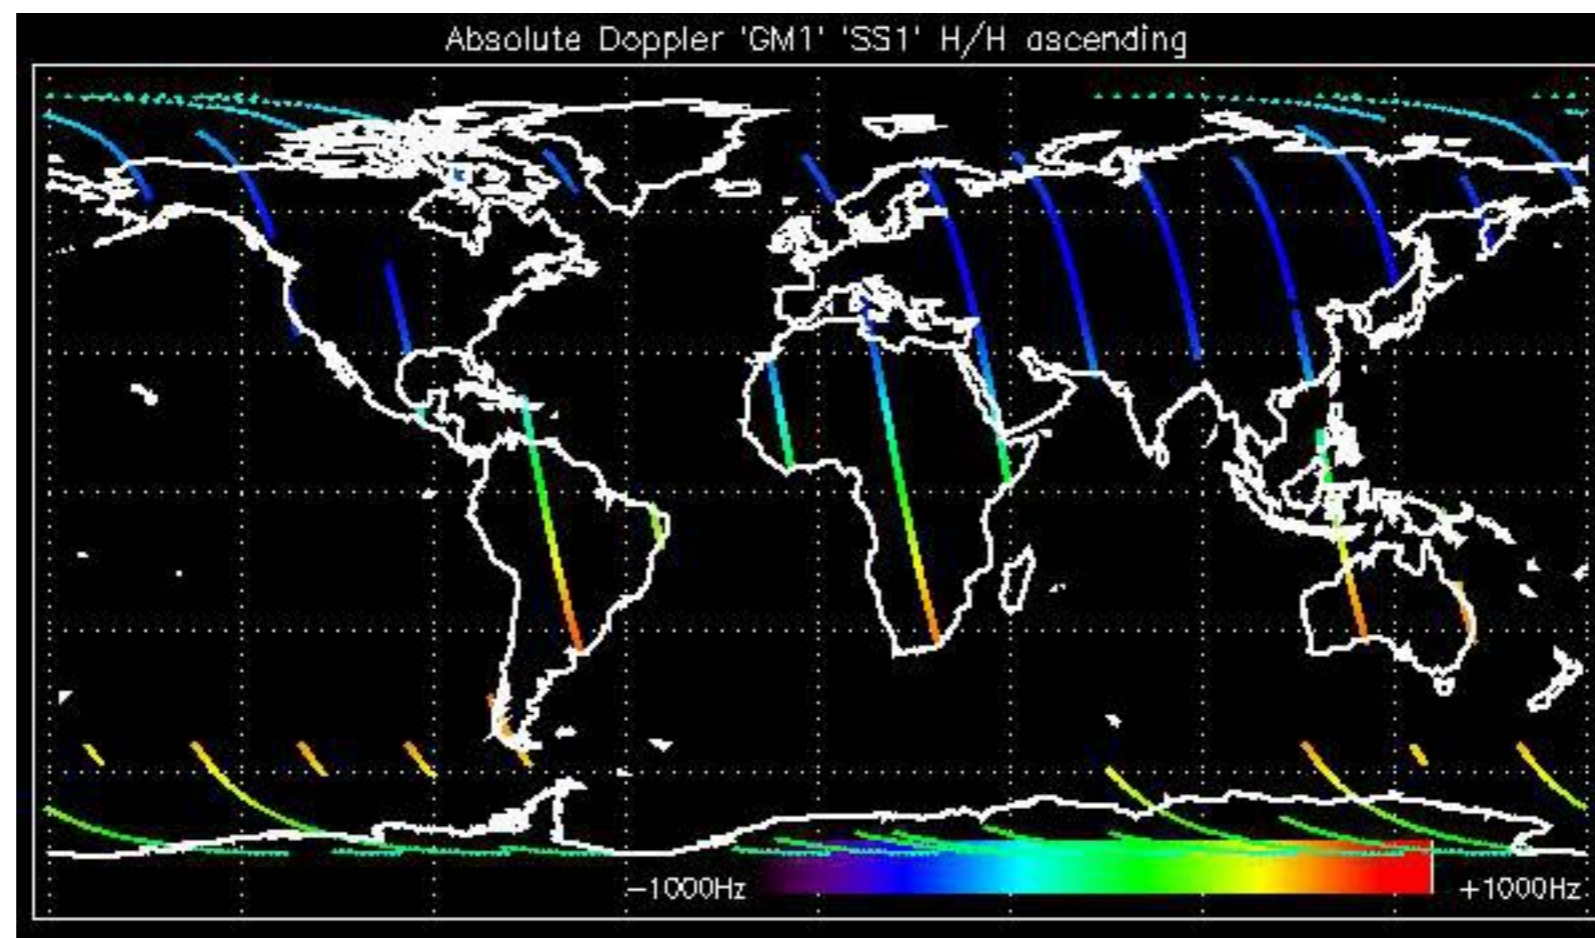 Absolute Doppler 'GM1' 'SS1' H/H ascending
−1000Hz
+1000Hz